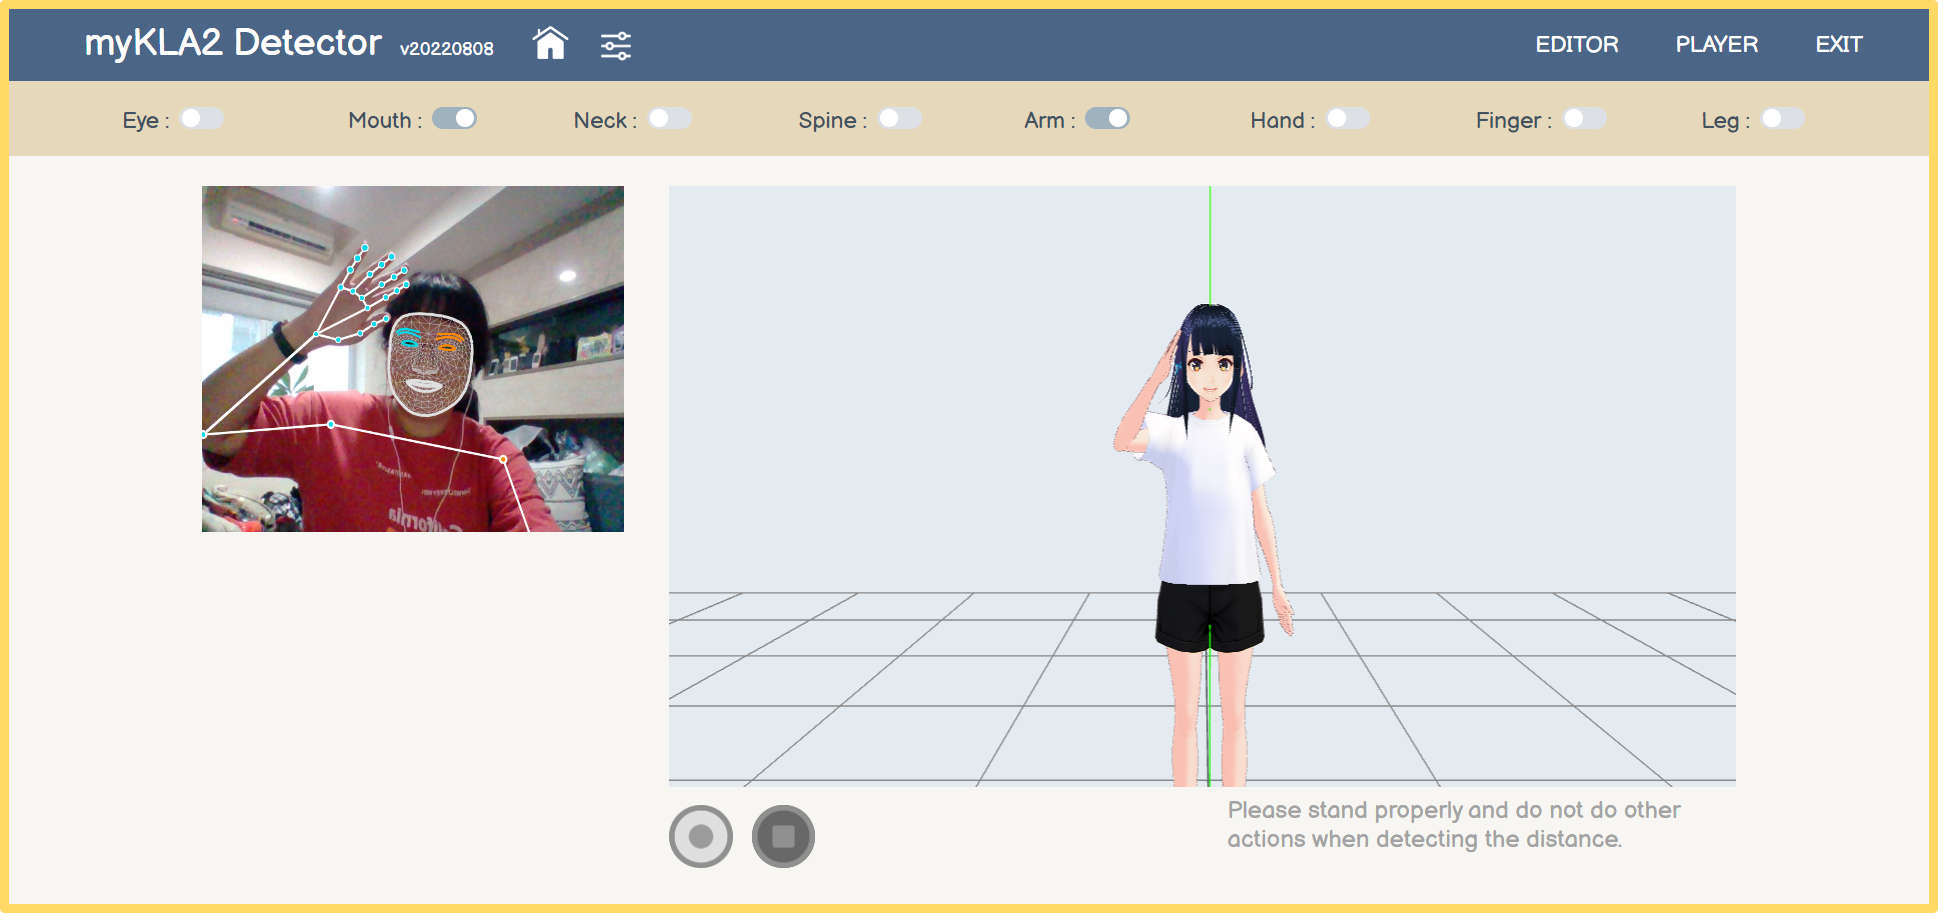 myKLA2 Detector v20220808 EDITOR PLAYER EXIT
Eye : Mouth : Neck : Spine : Arm : Hand : Finger : Leg :
California
Please stand properly and do not do other
actions when detecting the distance.